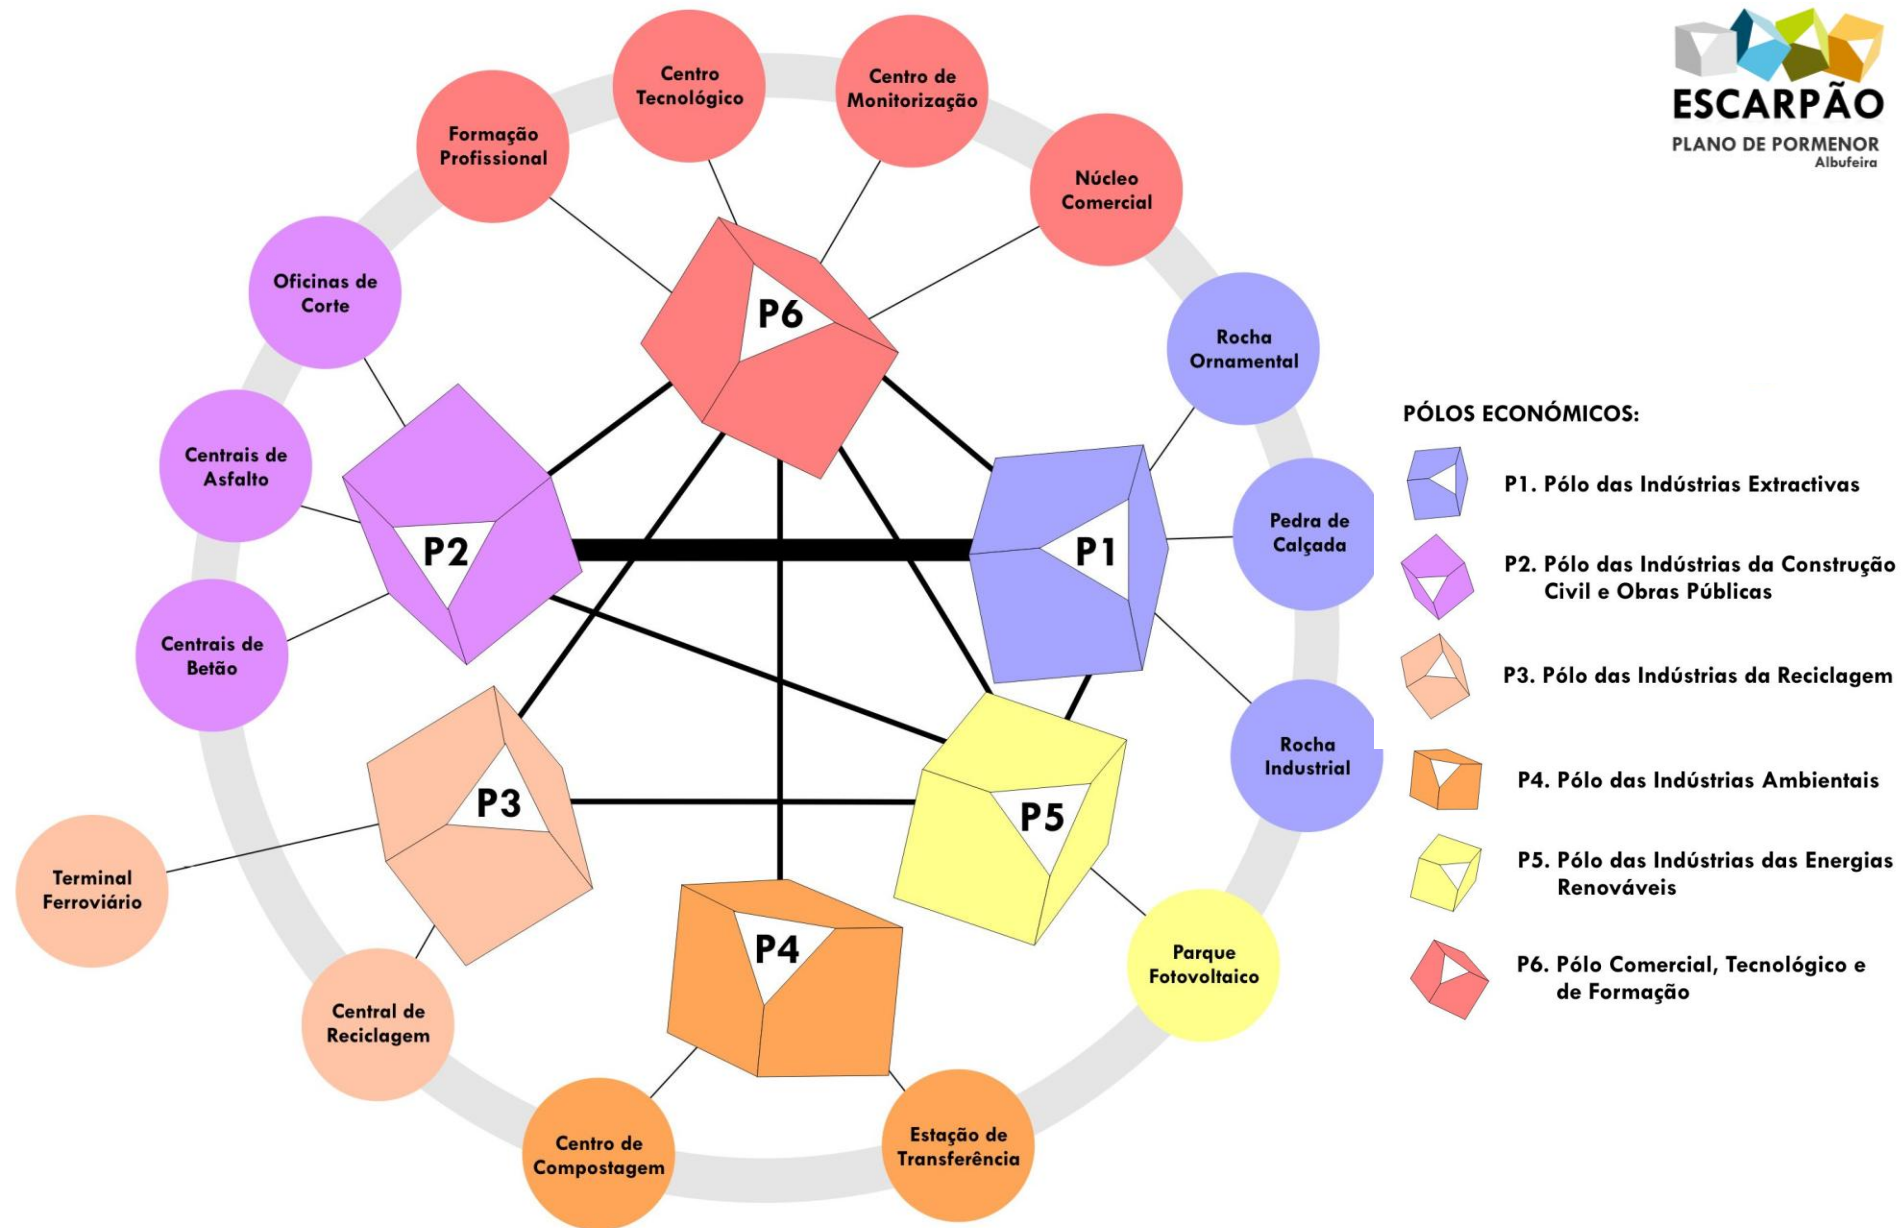 ESCARPÃO
PLANO DE PORMENOR
Albufeira
Centro
Tecnológico
Centro de
Monitorização
Formação
Profissional
Núcleo
Comercial
Oficinas de
Corte
Rocha
Ornamental
Centrais de
Asfalto
Pedra de
Calçada
Centrais de
Betão
Rocha
Industrial
Terminal
Ferroviário
Central de
Reciclagem
Parque
Fotovoltaico
Centro de
Compostagem
Estação de
Transferência
P6
P2
P1
P3
P5
P4
PÓLOS ECONÓMICOS:
P1. Pólo das Indústrias Extractivas
P2. Pólo das Indústrias da Construção
Civil e Obras Públicas
P3. Pólo das Indústrias da Reciclagem
P4. Pólo das Indústrias Ambientais
P5. Pólo das Indústrias das Energias
Renováveis
P6. Pólo Comercial, Tecnológico e
de Formação